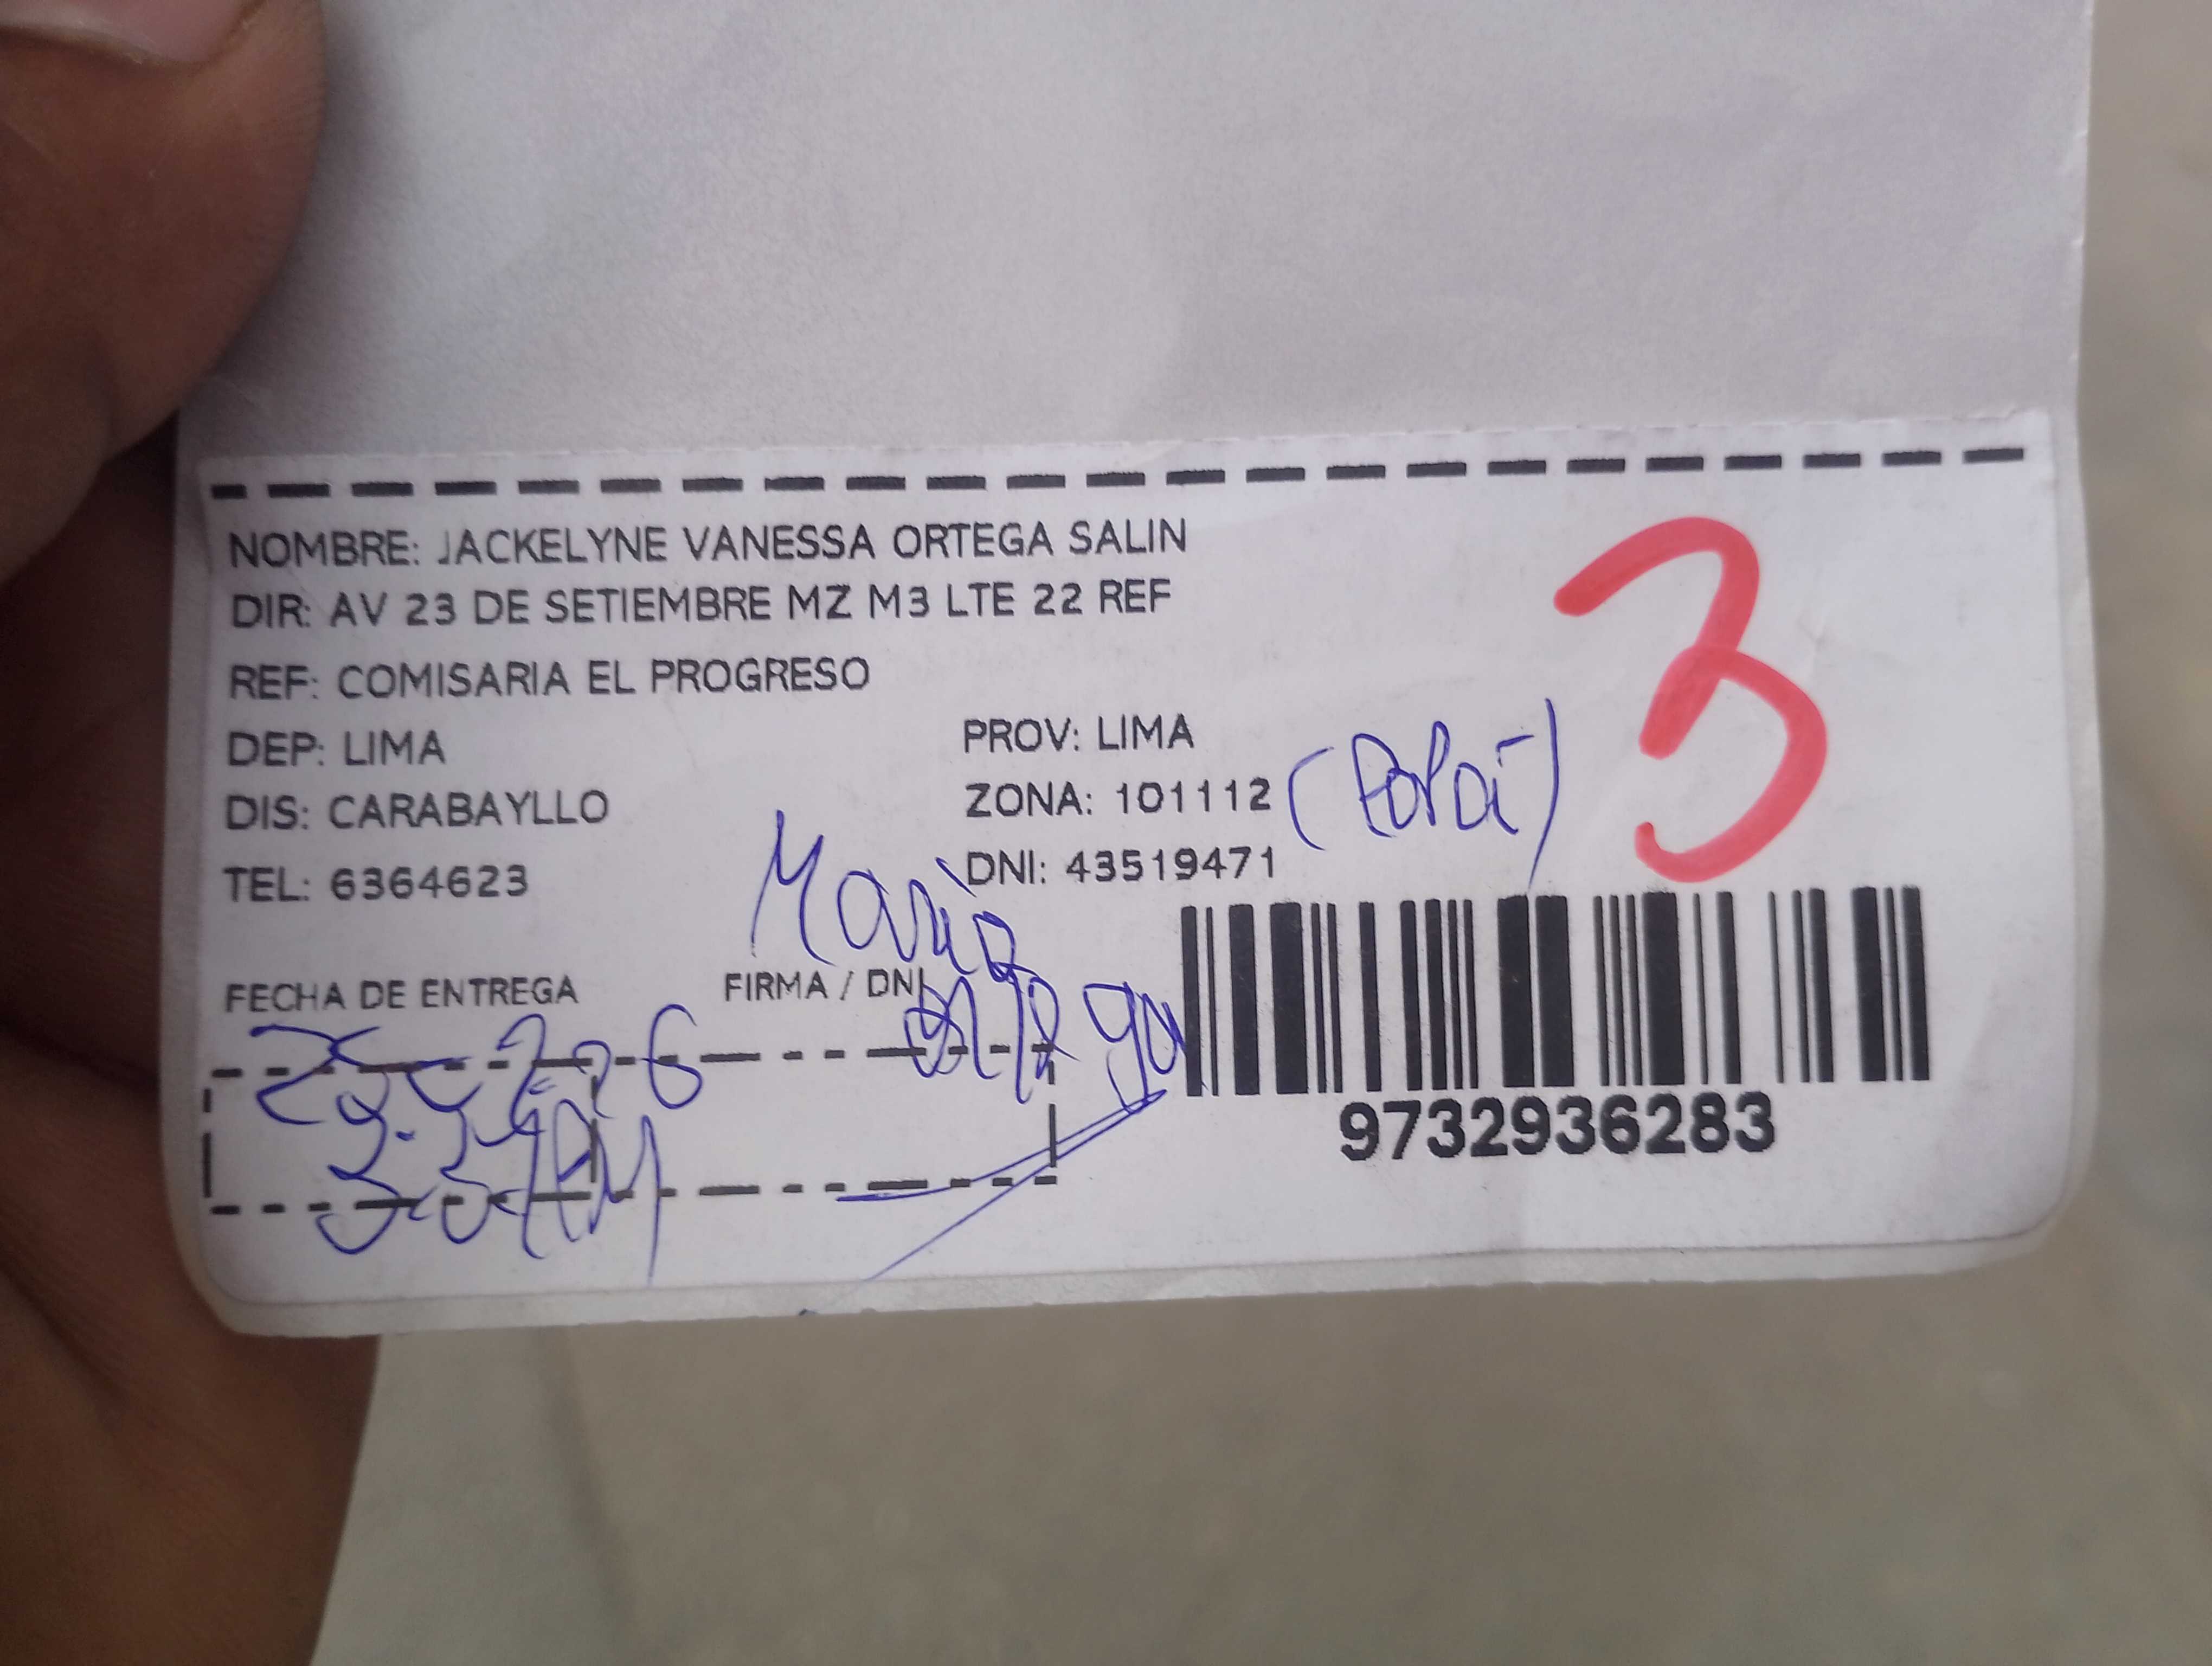 NOMBRE: JACKELYNE VANESSA ORTEGA SALIN
DIR: AV 23 DE SETIEMBRE MZ M3 LTE 22 REF
REF: COMISARIA EL PROGRESO
DEP: LIMA PROV: LIMA
DIS: CARABAYLLO ZONA: 101112
TEL: 6364623 DNI: 43519471
3
FECHA DE ENTREGA FIRMA / DNI
9732936283